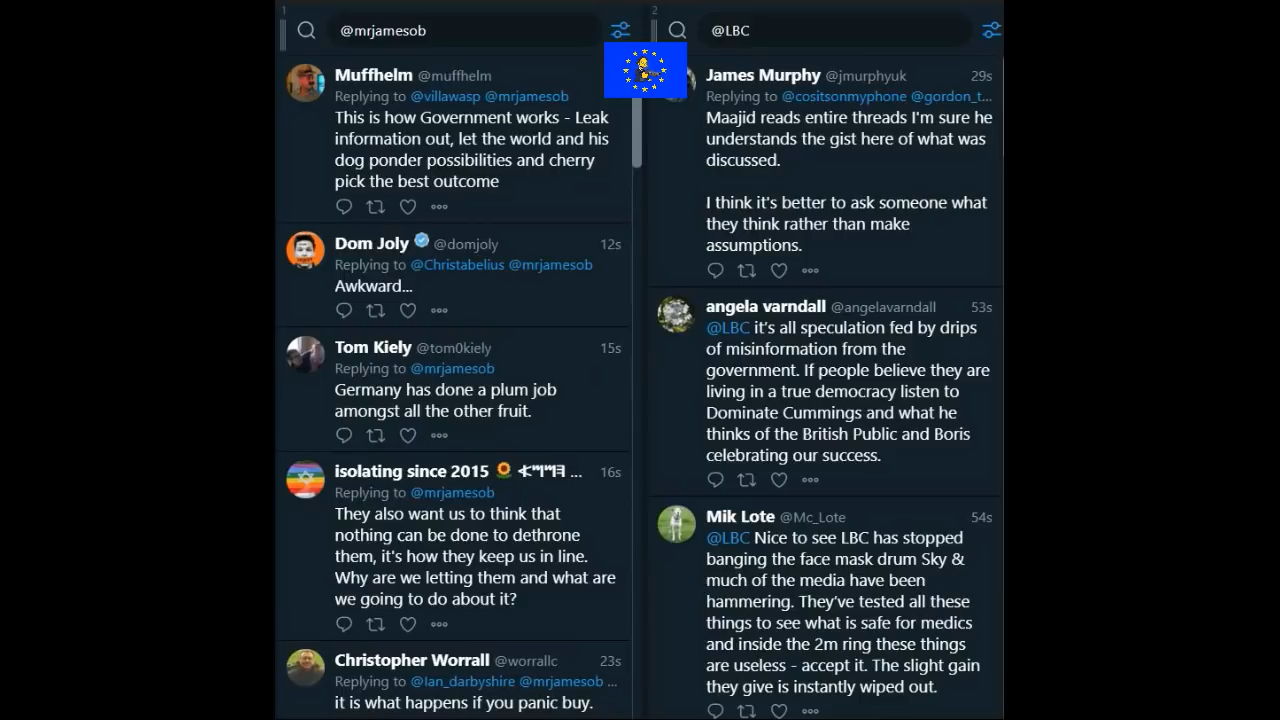 1
@mrjamesob
Muffhelm @muffhelm
Replying to @villawasp @mrjamesob
This is how Government works - Leak
information out, let the world and his
dog ponder possibilities and cherry
pick the best outcome
Dom Joly @domjoly 12s
Replying to @Christabelius @mrjamesob
Awkward...
Tom Kiely @tom0kiely 15s
Replying to @mrjamesob
Germany has done a plum job
amongst all the other fruit.
isolating since 2015 🌻 ... 16s
Replying to @mrjamesob
They also want us to think that
nothing can be done to dethrone
them, it's how they keep us in line.
Why are we letting them and what are
we going to do about it?
Christopher Worrall @worrallc 23s
Replying to @Ian_darbyshire @mrjamesob ...
it is what happens if you panic buy.
2
@LBC
James Murphy @jmurphyuk 29s
Replying to @cositsonmyphone @gordon_t...
Maajid reads entire threads I'm sure he
understands the gist here of what was
discussed.
I think it's better to ask someone what
they think rather than make
assumptions.
angela varndall @angelavarndall 53s
@LBC it's all speculation fed by drips
of misinformation from the
government. If people believe they are
living in a true democracy listen to
Dominate Cummings and what he
thinks of the British Public and Boris
celebrating our success.
Mik Lote @Mc_Lote 54s
@LBC Nice to see LBC has stopped
banging the face mask drum Sky &
much of the media have been
hammering. They've tested all these
things to see what is safe for medics
and inside the 2m ring these things
are useless - accept it. The slight gain
they give is instantly wiped out.